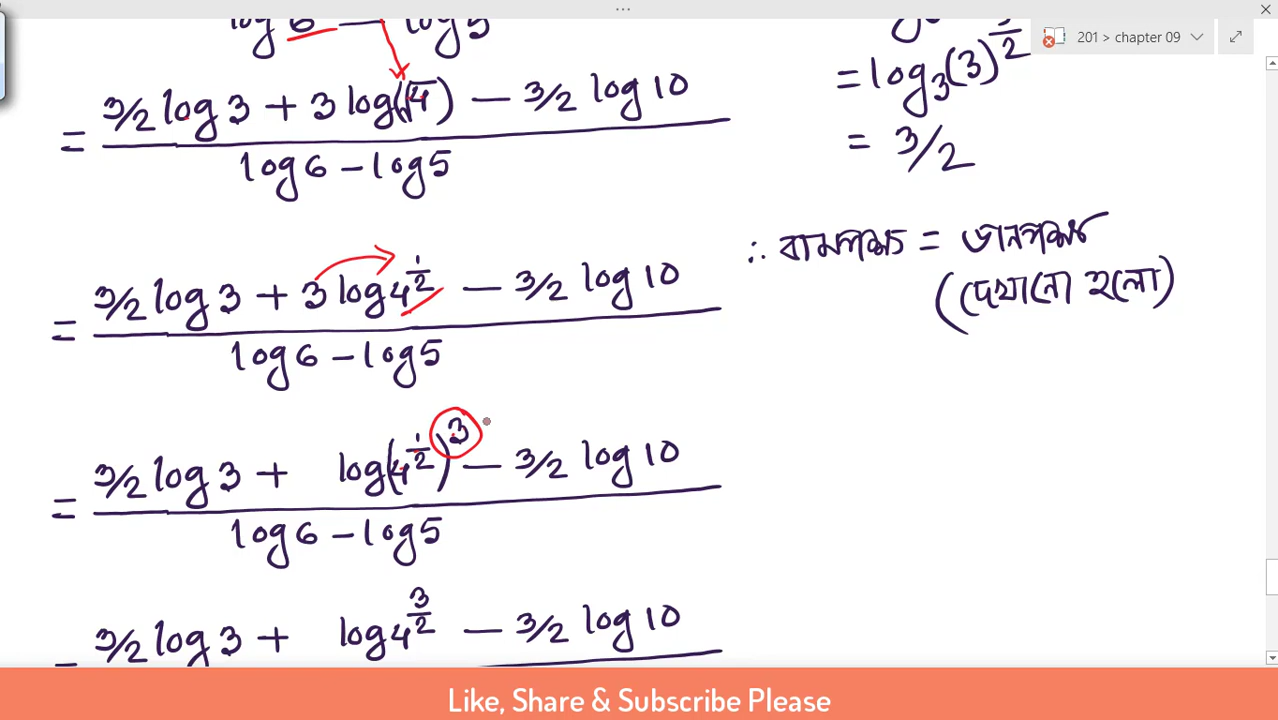 ...
201 > chapter 09
log 6 — log 5
= 3/2 log 3 + 3 log(√4) — 3/2 log 10
log 6 – log 5
= 3/2 log 3 + 3 log 4^1/2 — 3/2 log 10
log 6 – log 5
= 3/2 log 3 + log(4^1/2)^3 — 3/2 log 10
log 6 – log 5
= 3/2 log 3 + log 4^3/2 — 3/2 log 10
= log₃(3)^3/2
= 3/2
∴ বামপক্ষ = ডানপক্ষ
(দেখানো হলো)
Like, Share & Subscribe Please